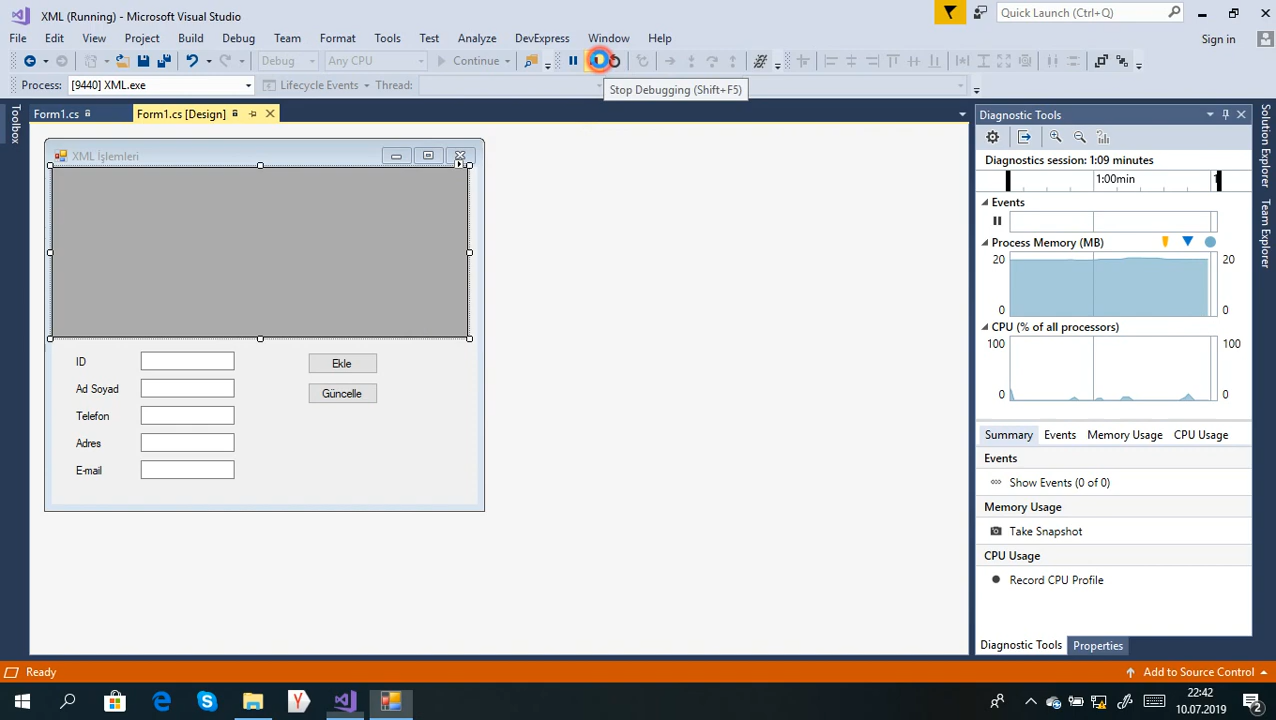 XML (Running) - Microsoft Visual Studio
Quick Launch (Ctrl+Q)
File Edit View Project Build Debug Team Format Tools Test Analyze DevExpress Window Help
Sign in
Debug Any CPU Continue
Process: [9440] XML.exe Lifecycle Events Thread:
Stop Debugging (Shift+F5)
Toolbox
Form1.cs
Form1.cs [Design]
XML İşlemleri
ID
Ad Soyad
Telefon
Adres
E-mail
Ekle
Güncelle
Diagnostic Tools
Diagnostics session: 1:09 minutes
1:00min
Events
Process Memory (MB)
20 20
0 0
CPU (% of all processors)
100 100
0 0
Summary Events Memory Usage CPU Usage
Events
Show Events (0 of 0)
Memory Usage
Take Snapshot
CPU Usage
Record CPU Profile
Diagnostic Tools Properties
Solution Explorer
Team Explorer
Ready
Add to Source Control
22:42
10.07.2019
2